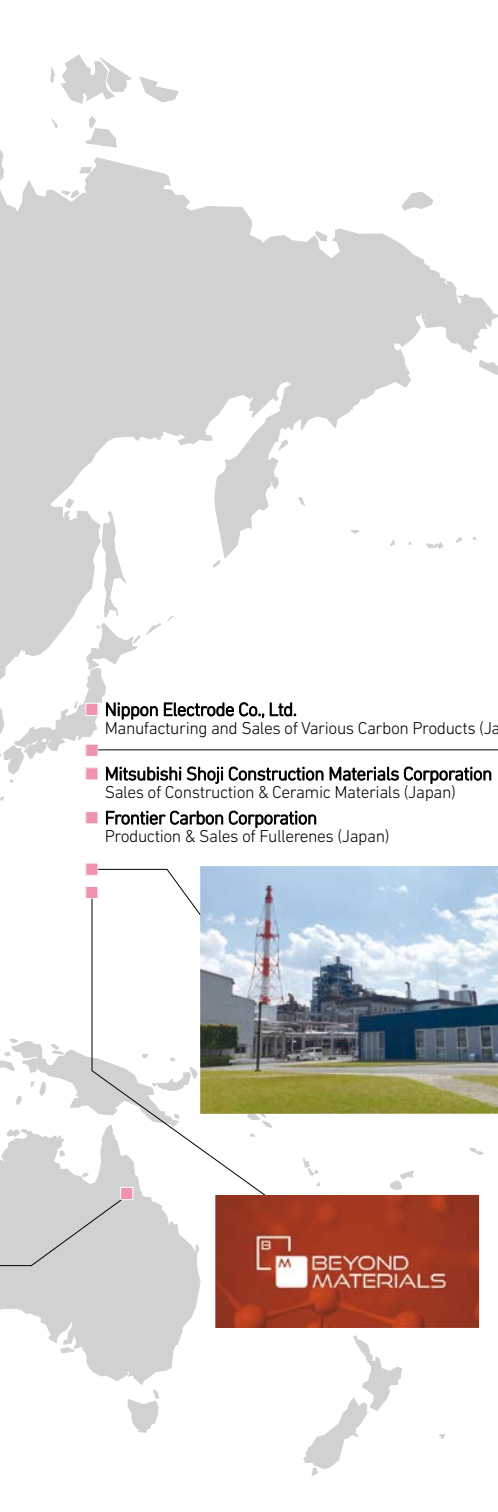 Nippon Electrode Co., Ltd.
Manufacturing and Sales of Various Carbon Products (Ja
Mitsubishi Shoji Construction Materials Corporation
Sales of Construction & Ceramic Materials (Japan)
Frontier Carbon Corporation
Production & Sales of Fullerenes (Japan)
B
M
BEYOND
MATERIALS